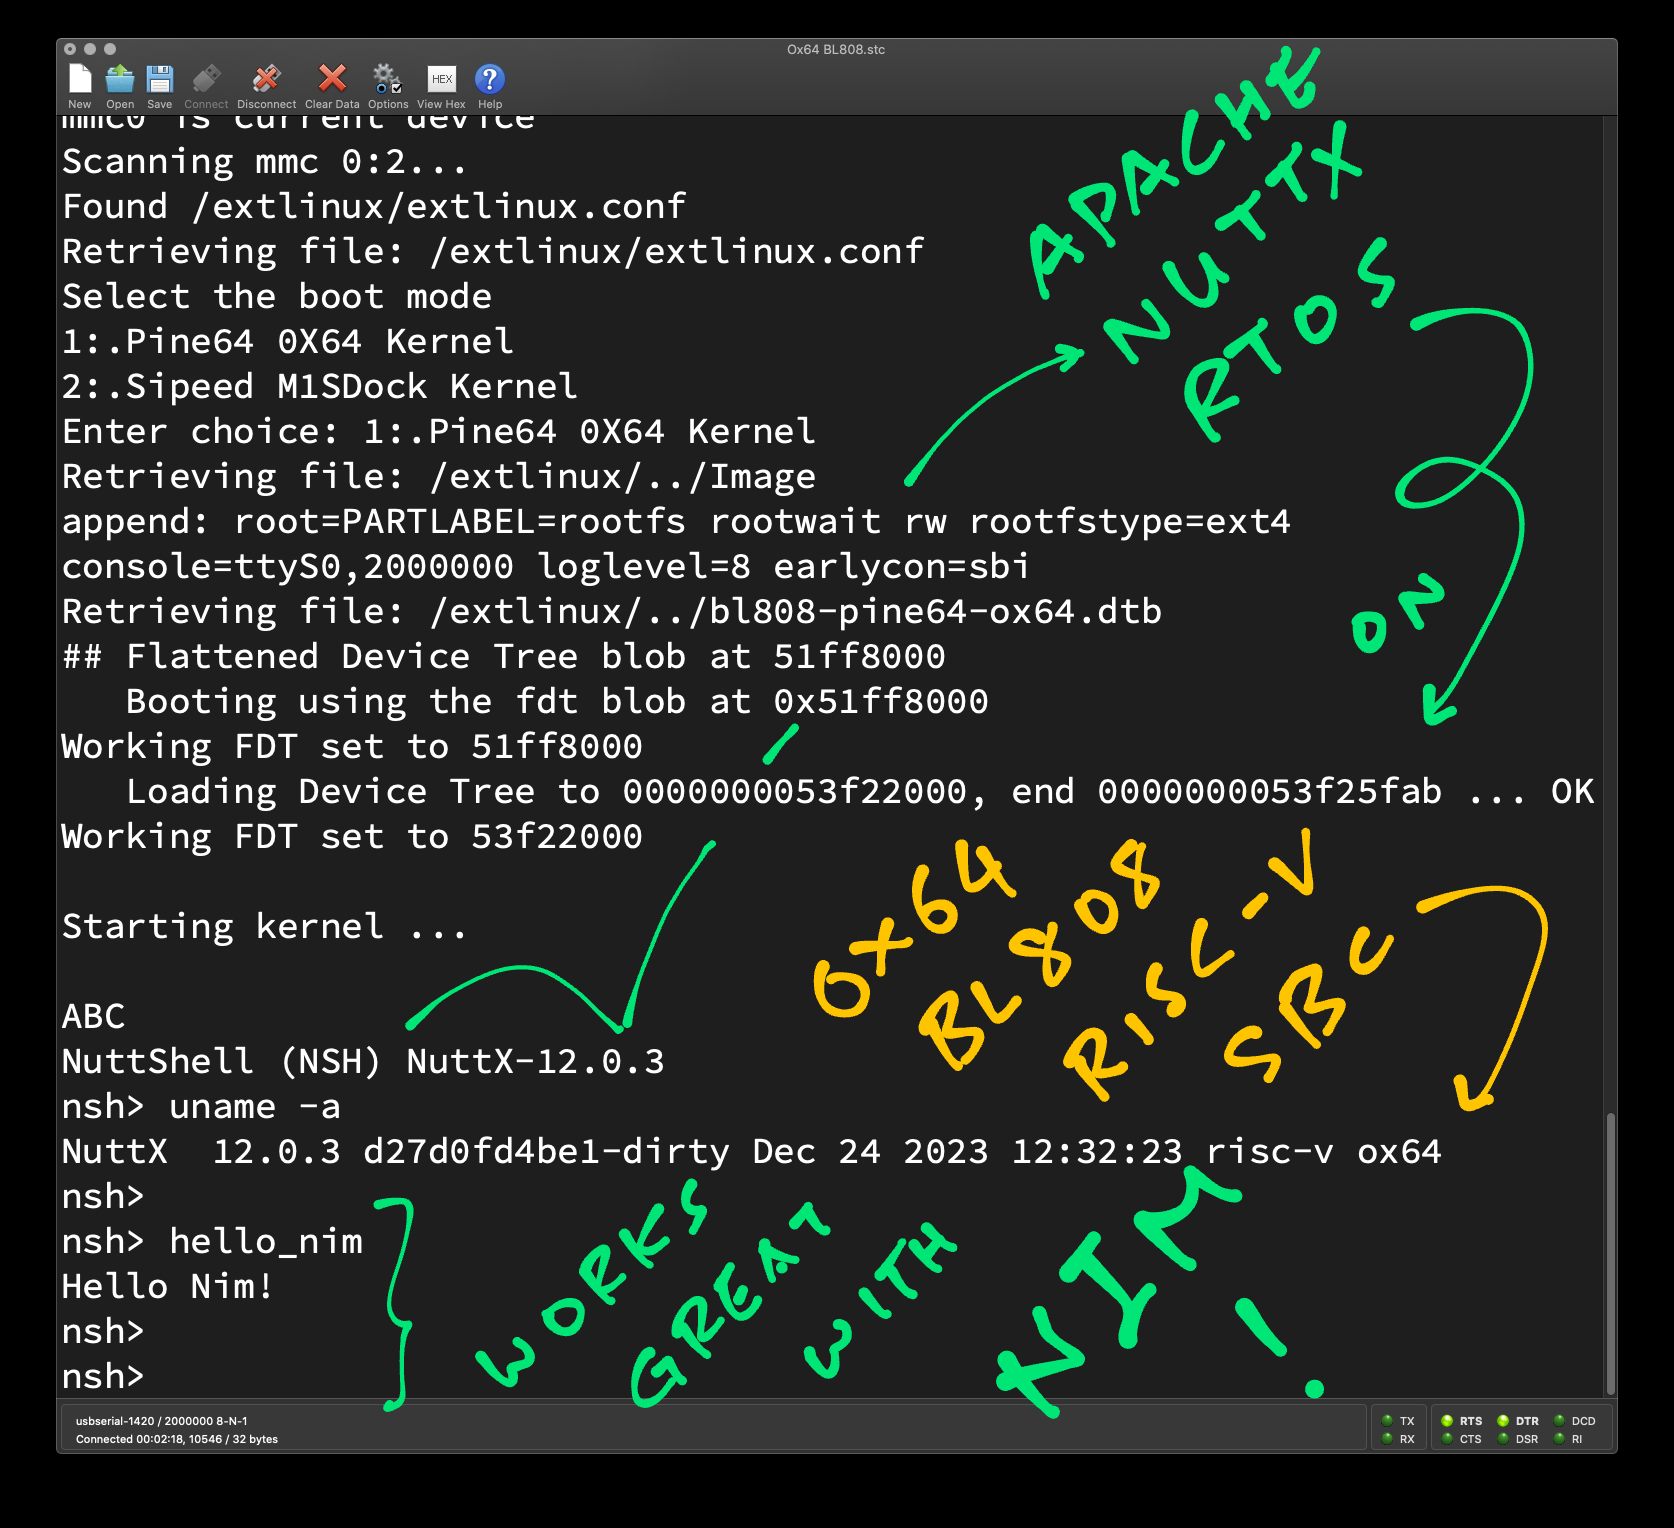 Ox64 BL808.stc
New Open Save Connect Disconnect Clear Data Options View Hex Help
HEX
mmc0 is current device
Scanning mmc 0:2...
Found /extlinux/extlinux.conf
Retrieving file: /extlinux/extlinux.conf
Select the boot mode
1:.Pine64 0X64 Kernel
2:.Sipeed M1SDock Kernel
Enter choice: 1:.Pine64 0X64 Kernel
Retrieving file: /extlinux/../Image
append: root=PARTLABEL=rootfs rootwait rw rootfstype=ext4
console=ttyS0,2000000 loglevel=8 earlycon=sbi
Retrieving file: /extlinux/../bl808-pine64-ox64.dtb
## Flattened Device Tree blob at 51ff8000
   Booting using the fdt blob at 0x51ff8000
Working FDT set to 51ff8000
   Loading Device Tree to 0000000053f22000, end 0000000053f25fab ... OK
Working FDT set to 53f22000
Starting kernel ...
ABC
NuttShell (NSH) NuttX-12.0.3
nsh> uname -a
NuttX  12.0.3 d27d0fd4be1-dirty Dec 24 2023 12:32:23 risc-v ox64
nsh>
nsh> hello_nim
Hello Nim!
nsh>
nsh>
APACHE
NUTTX
RTOS
ON
OX64
BL808
RISC-V
SBC
WORKS
GREAT
WITH
NIM!
usbserial-1420 / 2000000 8-N-1
Connected 00:02:18, 10546 / 32 bytes
TX RTS DTR DCD
RX CTS DSR RI